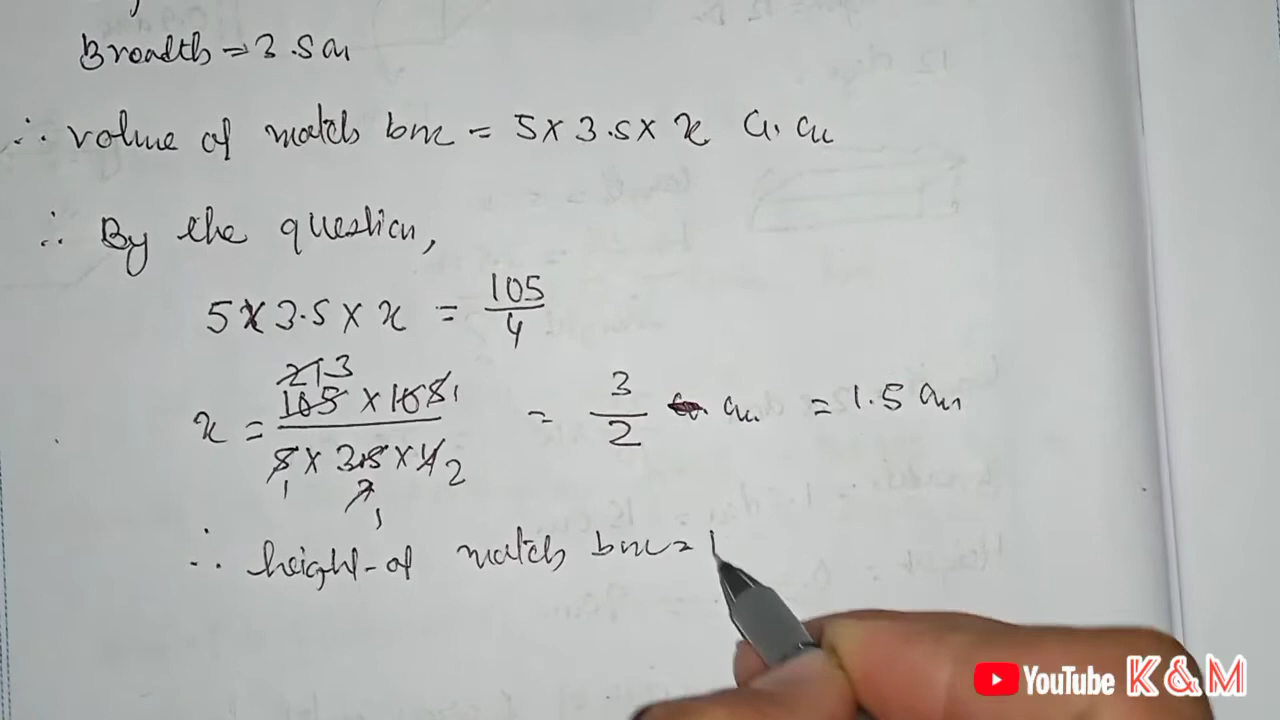 Breadth = 3.5 cm
∴ volume of match box = 5 × 3.5 × x cu. cm
∴ By the question,
5 × 3.5 × x = 105/4
x = (105 × 10)/(5 × 35 × 4) = 3/2 cm. = 1.5 cm
∴ height of match box = 1
YouTube K & M